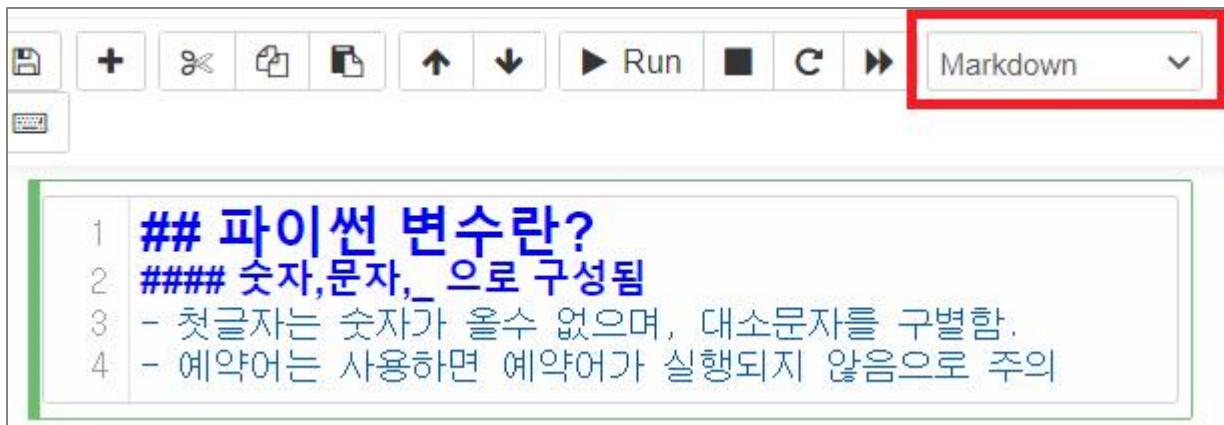 Run
Markdown
1 ## 파이썬 변수란?
2 #### 숫자,문자,_ 으로 구성됨
3 - 첫글자는 숫자가 올수 없으며, 대소문자를 구별함.
4 - 예약어는 사용하면 예약어가 실행되지 않음으로 주의